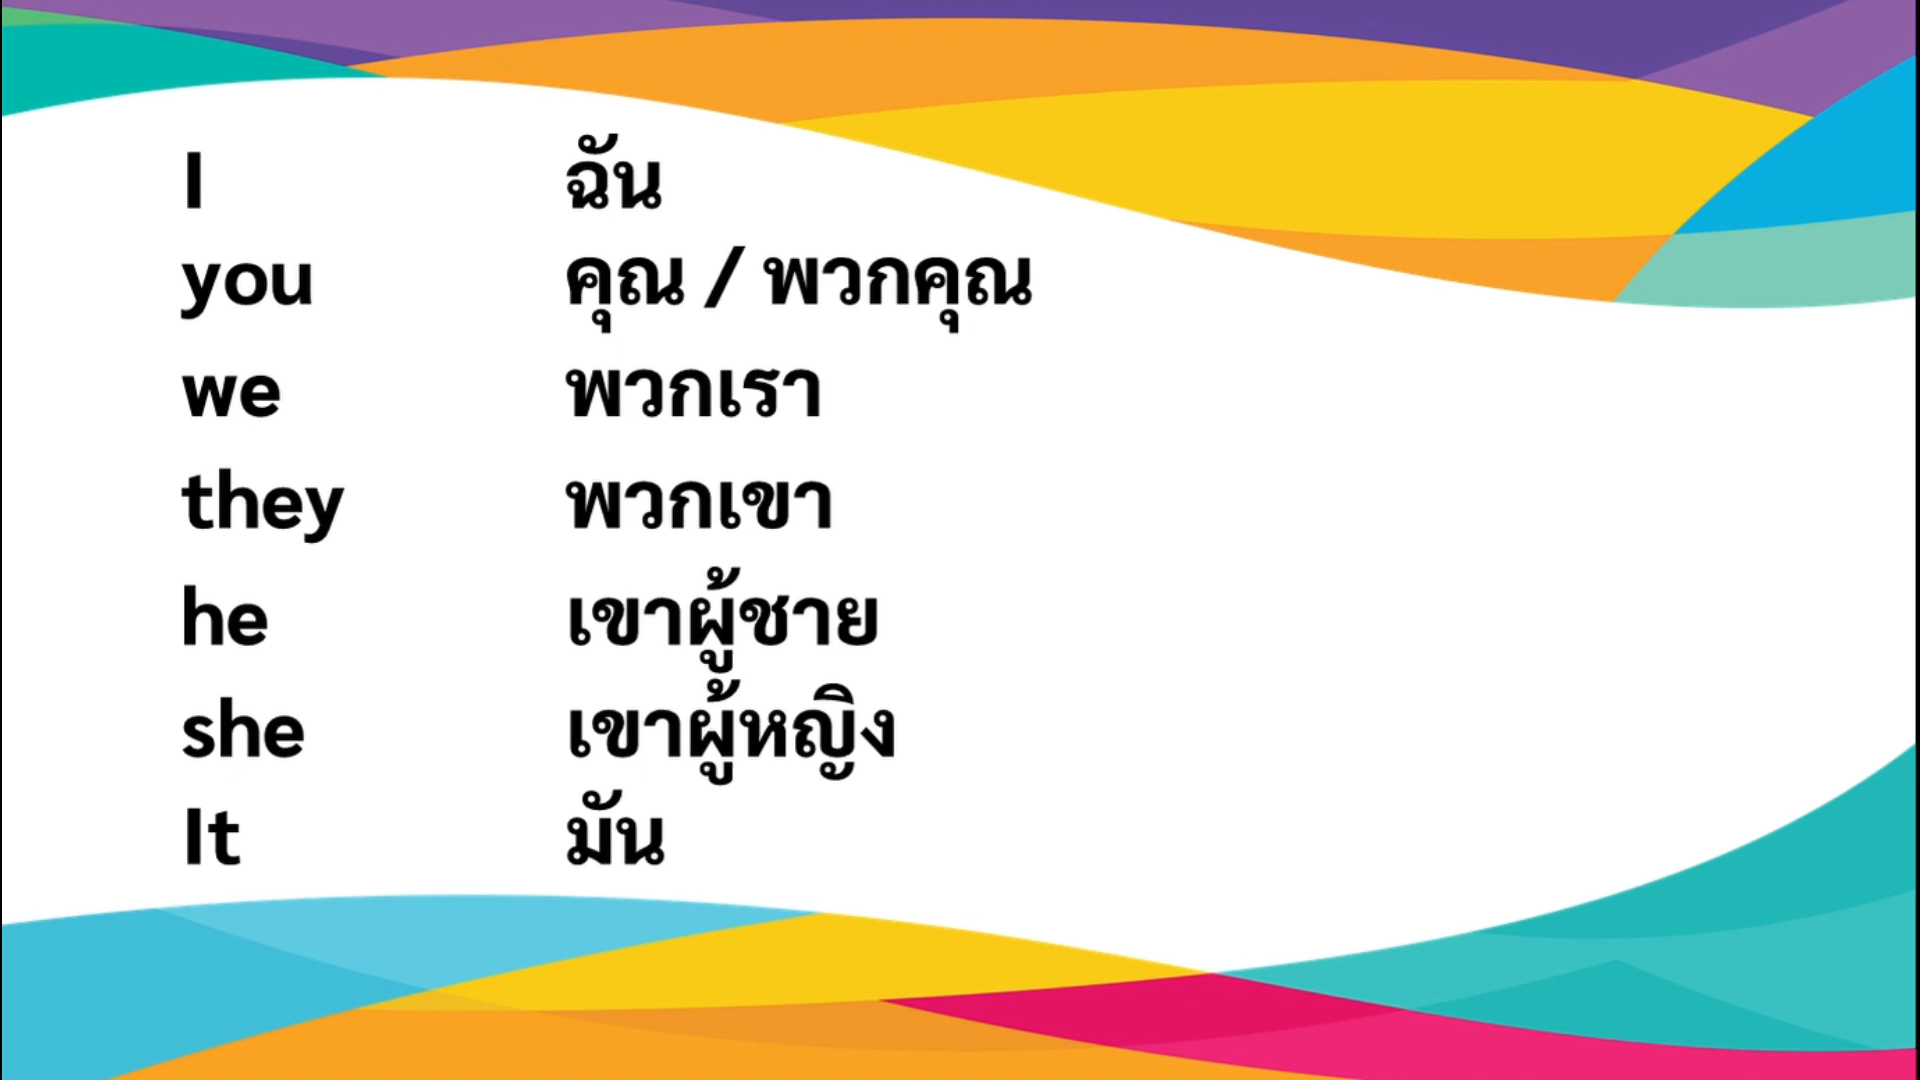 I ฉัน
you คุณ / พวกคุณ
we พวกเรา
they พวกเขา
he เขาผู้ชาย
she เขาผู้หญิง
It มัน